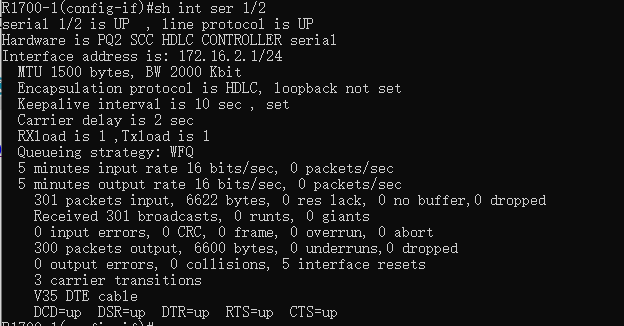 R1700-1(config-if)#sh int ser 1/2
serial 1/2 is UP  , line protocol is UP
Hardware is PQ2 SCC HDLC CONTROLLER serial
Interface address is: 172.16.2.1/24
  MTU 1500 bytes, BW 2000 Kbit
  Encapsulation protocol is HDLC, loopback not set
  Keepalive interval is 10 sec , set
  Carrier delay is 2 sec
  RXload is 1 ,Txload is 1
  Queueing strategy: WFQ
  5 minutes input rate 16 bits/sec, 0 packets/sec
  5 minutes output rate 16 bits/sec, 0 packets/sec
    301 packets input, 6622 bytes, 0 res lack, 0 no buffer,0 dropped
    Received 301 broadcasts, 0 runts, 0 giants
    0 input errors, 0 CRC, 0 frame, 0 overrun, 0 abort
    300 packets output, 6600 bytes, 0 underruns,0 dropped
    0 output errors, 0 collisions, 5 interface resets
    3 carrier transitions
    V35 DTE cable
    DCD=up  DSR=up  DTR=up  RTS=up  CTS=up
R1700-1(config-if)#